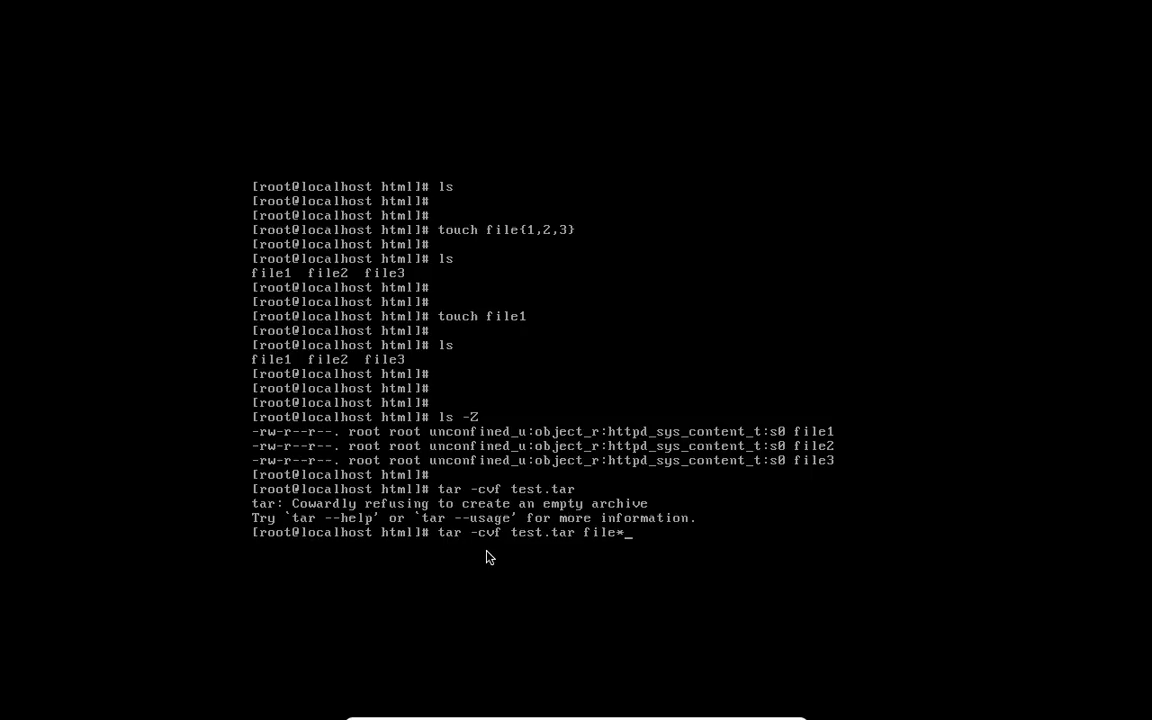 [root@localhost html]# ls
[root@localhost html]#
[root@localhost html]#
[root@localhost html]# touch file{1,2,3}
[root@localhost html]#
[root@localhost html]# ls
file1  file2  file3
[root@localhost html]#
[root@localhost html]#
[root@localhost html]# touch file1
[root@localhost html]#
[root@localhost html]# ls
file1  file2  file3
[root@localhost html]#
[root@localhost html]#
[root@localhost html]#
[root@localhost html]# ls -Z
-rw-r--r--. root root unconfined_u:object_r:httpd_sys_content_t:s0 file1
-rw-r--r--. root root unconfined_u:object_r:httpd_sys_content_t:s0 file2
-rw-r--r--. root root unconfined_u:object_r:httpd_sys_content_t:s0 file3
[root@localhost html]#
[root@localhost html]# tar -cvf test.tar
tar: Cowardly refusing to create an empty archive
Try `tar --help' or `tar --usage' for more information.
[root@localhost html]# tar -cvf test.tar file*_